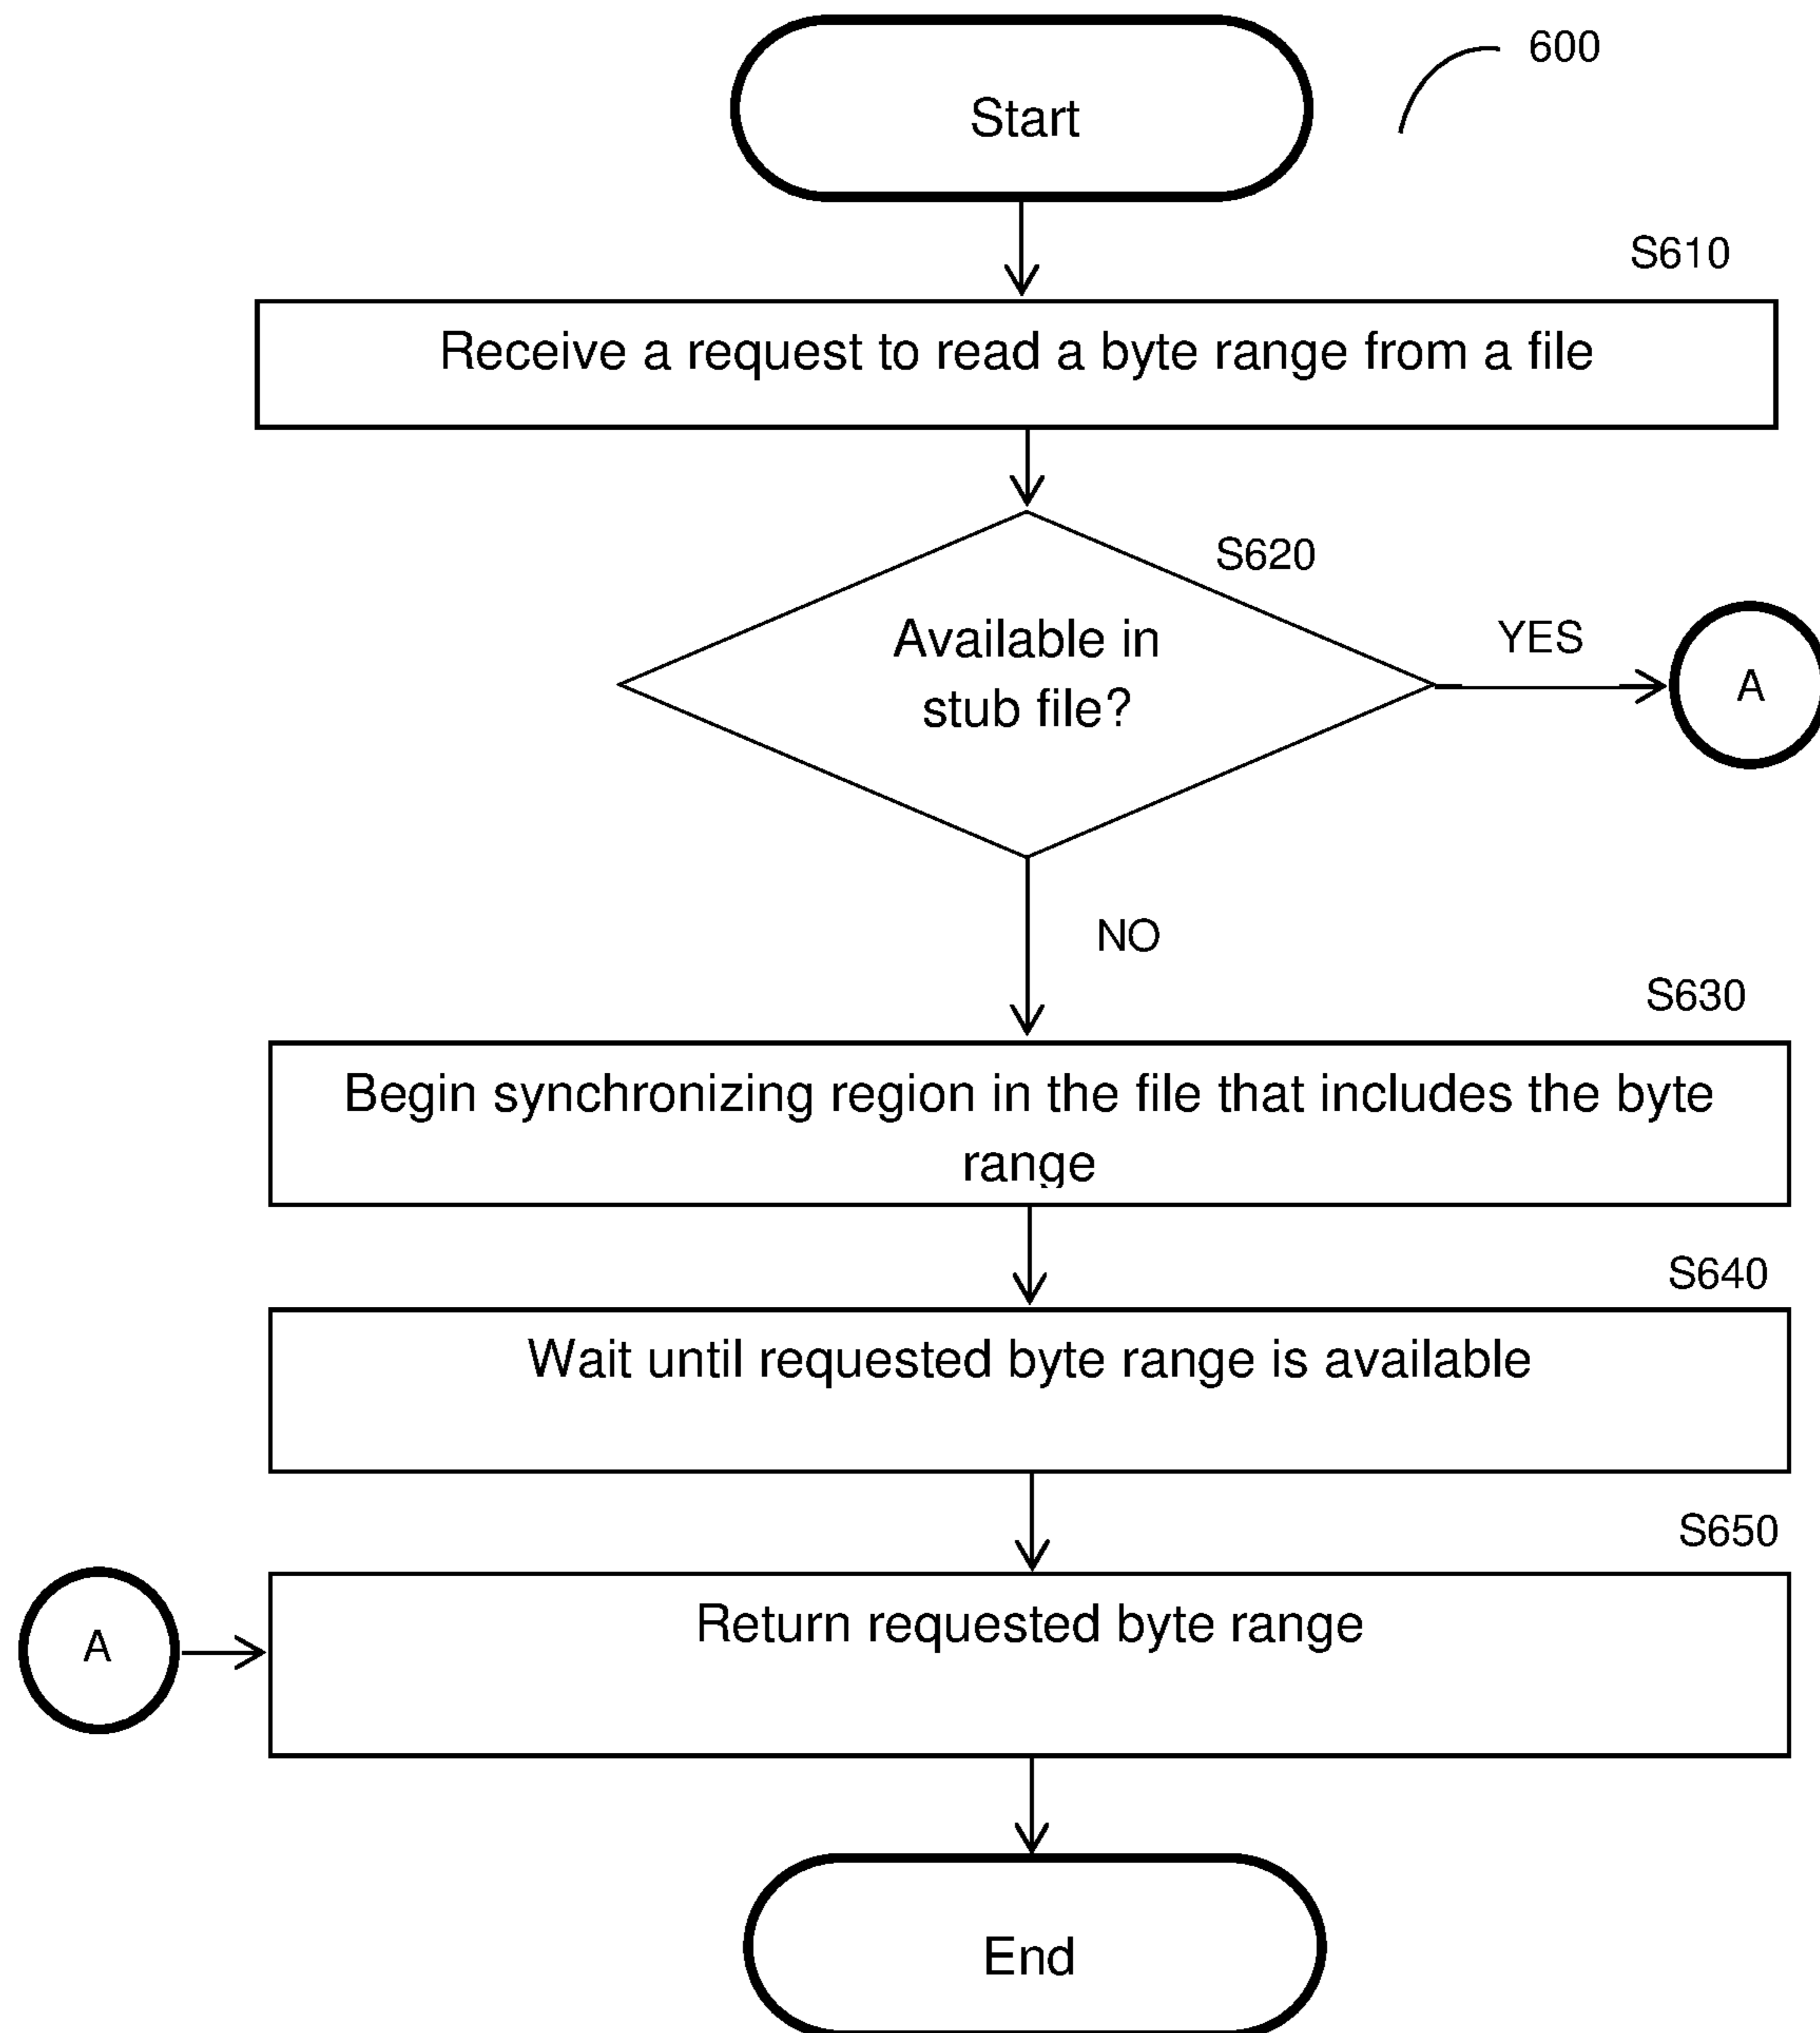 Start
600
S610
Receive a request to read a byte range from a file
S620
Available in
stub file?
YES
A
NO
S630
Begin synchronizing region in the file that includes the byte
range
S640
Wait until requested byte range is available
S650
Return requested byte range
A
End